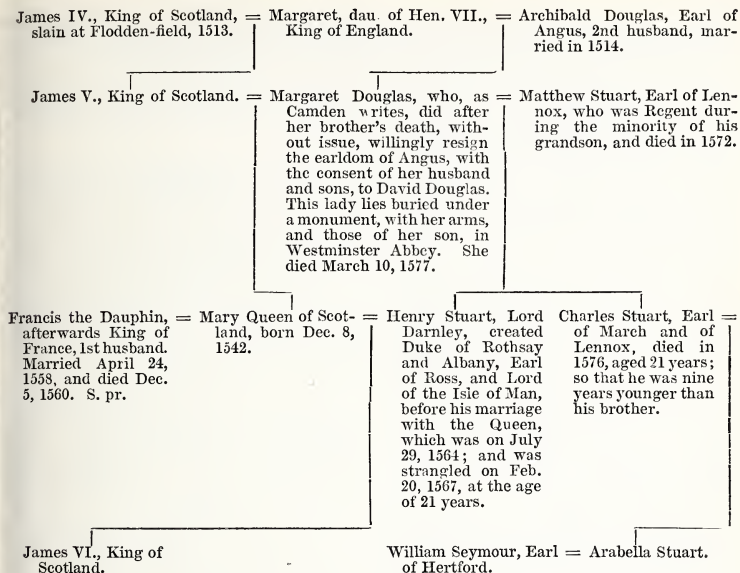 James IV., King of Scotland,
slain at Flodden-field, 1513.
= Margaret, dau. of Hen. VII.,
King of England.
= Archibald Douglas, Earl of
Angus, 2nd husband, mar-
ried in 1514.
James V., King of Scotland.
= Margaret Douglas, who, as
Camden writes, did after
her brother's death, with-
out issue, willingly resign
the earldom of Angus, with
the consent of her husband
and sons, to David Douglas.
This lady lies buried under
a monument, with her arms,
and those of her son, in
Westminster Abbey. She
died March 10, 1577.
= Matthew Stuart, Earl of Len-
nox, who was Regent dur-
ing the minority of his
grandson, and died in 1572.
Francis the Dauphin,
afterwards King of
France, 1st husband.
Married April 24,
1558, and died Dec.
5, 1560. S. pr.
= Mary Queen of Scot-
land, born Dec. 8,
1542.
= Henry Stuart, Lord
Darnley, created
Duke of Rothsay
and Albany, Earl
of Ross, and Lord
of the Isle of Man,
before his marriage
with the Queen,
which was on July
29, 1564; and was
strangled on Feb.
20, 1567, at the age
of 21 years.
Charles Stuart, Earl =
of March and of
Lennox, died in
1576, aged 21 years;
so that he was nine
years younger than
his brother.
James VI., King of
Scotland.
William Seymour, Earl
of Hertford.
= Arabella Stuart.